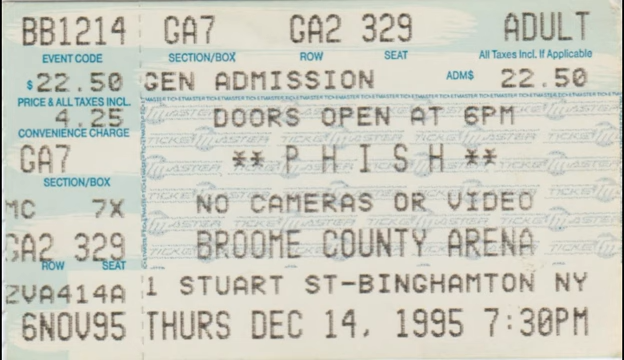 BB1214 GA7 GA2 329 ADULT
EVENT CODE SECTION/BOX ROW SEAT All Taxes Incl. If Applicable
$22.50 GEN ADMISSION ADM$ 22.50
PRICE & ALL TAXES INCL.
4.25 DOORS OPEN AT 6PM
CONVENIENCE CHARGE
GA7 ** P H I S H **
SECTION/BOX
MC 7X NO CAMERAS OR VIDEO
GA2 329 BROOME COUNTY ARENA
ROW SEAT
ZVA414A 1 STUART ST-BINGHAMTON NY
6NOV95 THURS DEC 14, 1995 7:30PM